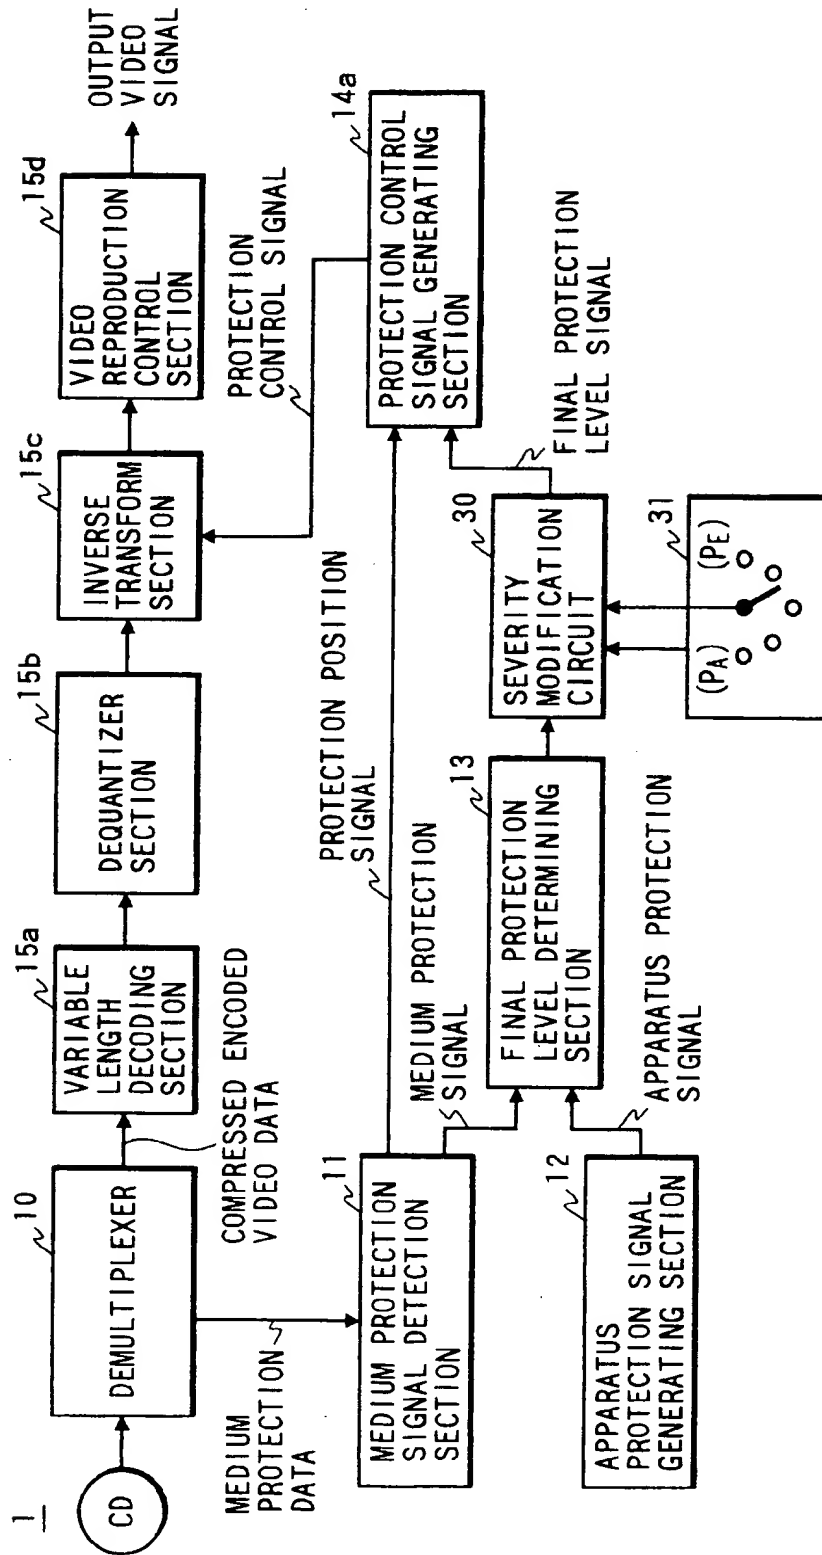 1
CD
10
DEMULTIPLEXER
COMPRESSED ENCODED
VIDEO DATA
15a
VARIABLE
LENGTH
DECODING
SECTION
15b
DEQUANTIZER
SECTION
15c
INVERSE
TRANSFORM
SECTION
15d
VIDEO
REPRODUCTION
CONTROL
SECTION
OUTPUT
VIDEO
SIGNAL
MEDIUM
PROTECTION
DATA
11
MEDIUM PROTECTION
SIGNAL DETECTION
SECTION
PROTECTION POSITION
SIGNAL
PROTECTION
CONTROL SIGNAL
14a
PROTECTION CONTROL
SIGNAL GENERATING
SECTION
MEDIUM PROTECTION
SIGNAL
12
APPARATUS
PROTECTION SIGNAL
GENERATING SECTION
APPARATUS PROTECTION
SIGNAL
13
FINAL PROTECTION
LEVEL DETERMINING
SECTION
30
SEVERITY
MODIFICATION
CIRCUIT
FINAL PROTECTION
LEVEL SIGNAL
31
(PA)
(PE)